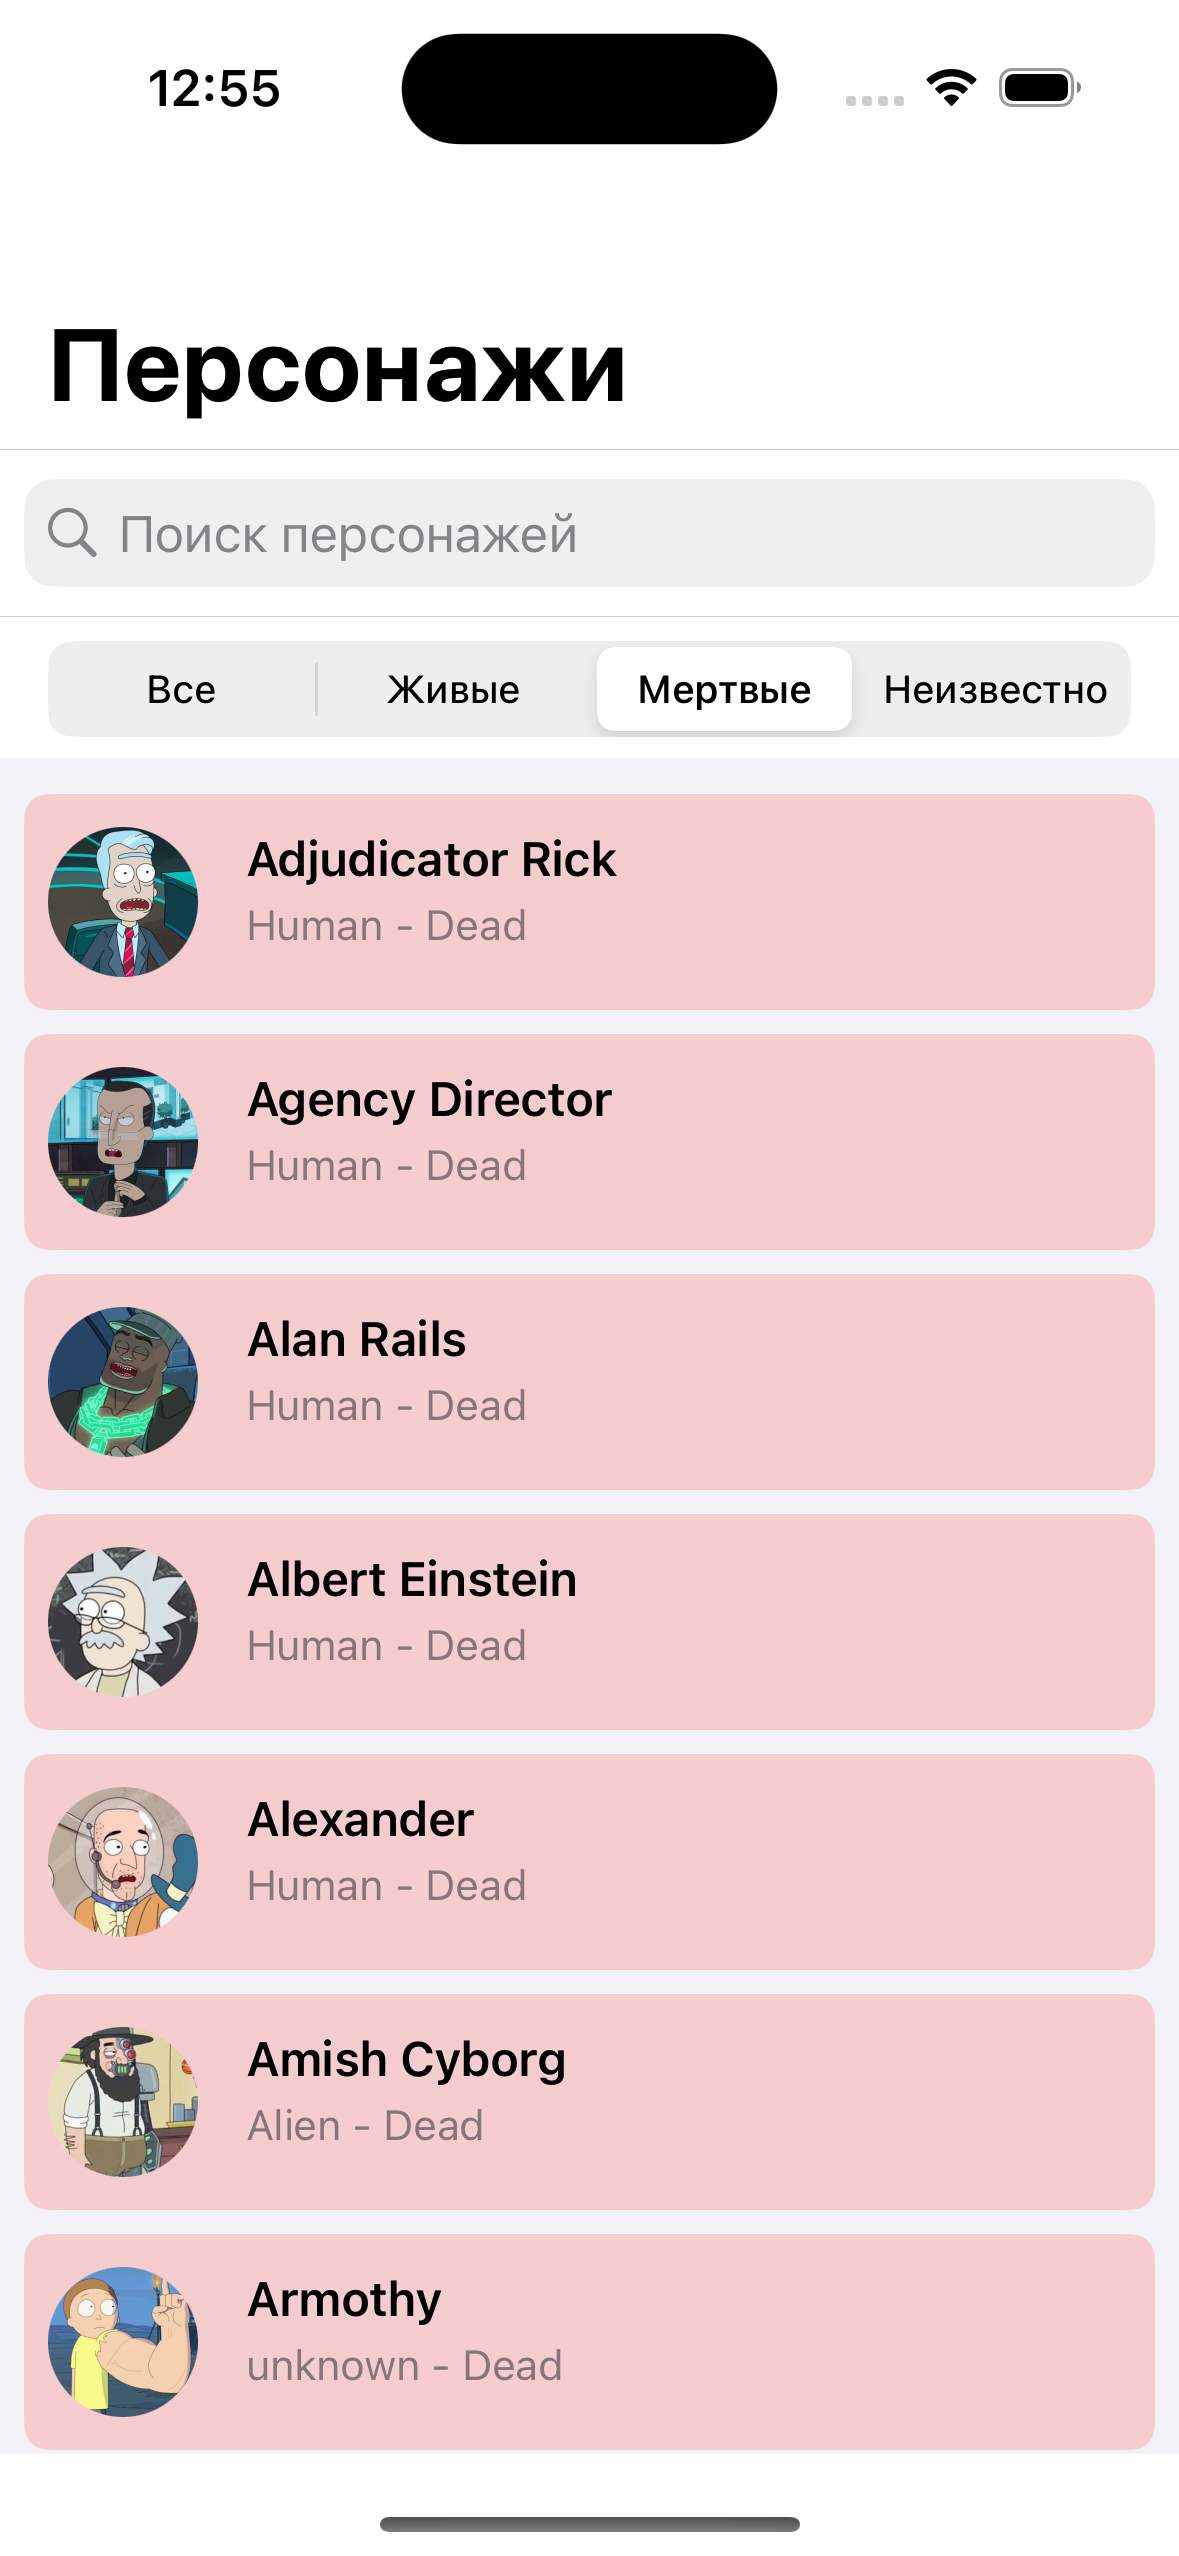 12:55
Персонажи
Поиск персонажей
Все Живые Мертвые Неизвестно
Adjudicator Rick
Human - Dead
Agency Director
Human - Dead
Alan Rails
Human - Dead
Albert Einstein
Human - Dead
Alexander
Human - Dead
Amish Cyborg
Alien - Dead
Armothy
unknown - Dead